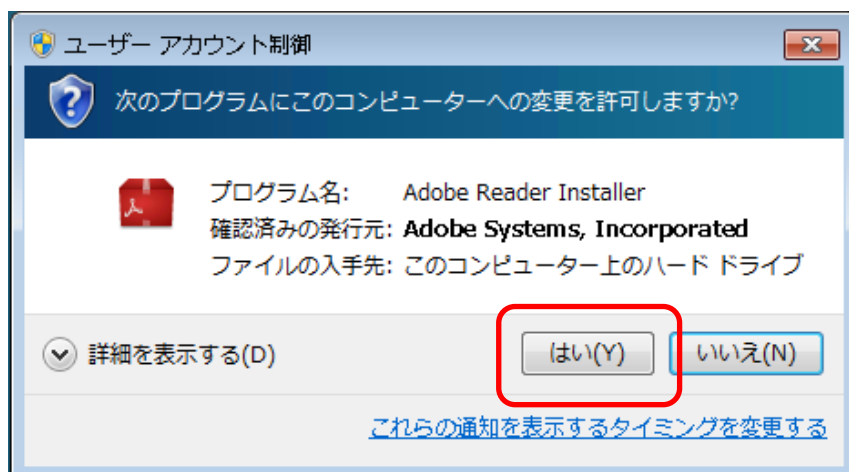 ユーザー アカウント制御
次のプログラムにこのコンピューターへの変更を許可しますか?
プログラム名: Adobe Reader Installer
確認済みの発行元: Adobe Systems, Incorporated
ファイルの入手先: このコンピューター上のハード ドライブ
詳細を表示する(D) はい(Y) いいえ(N)
これらの通知を表示するタイミングを変更する